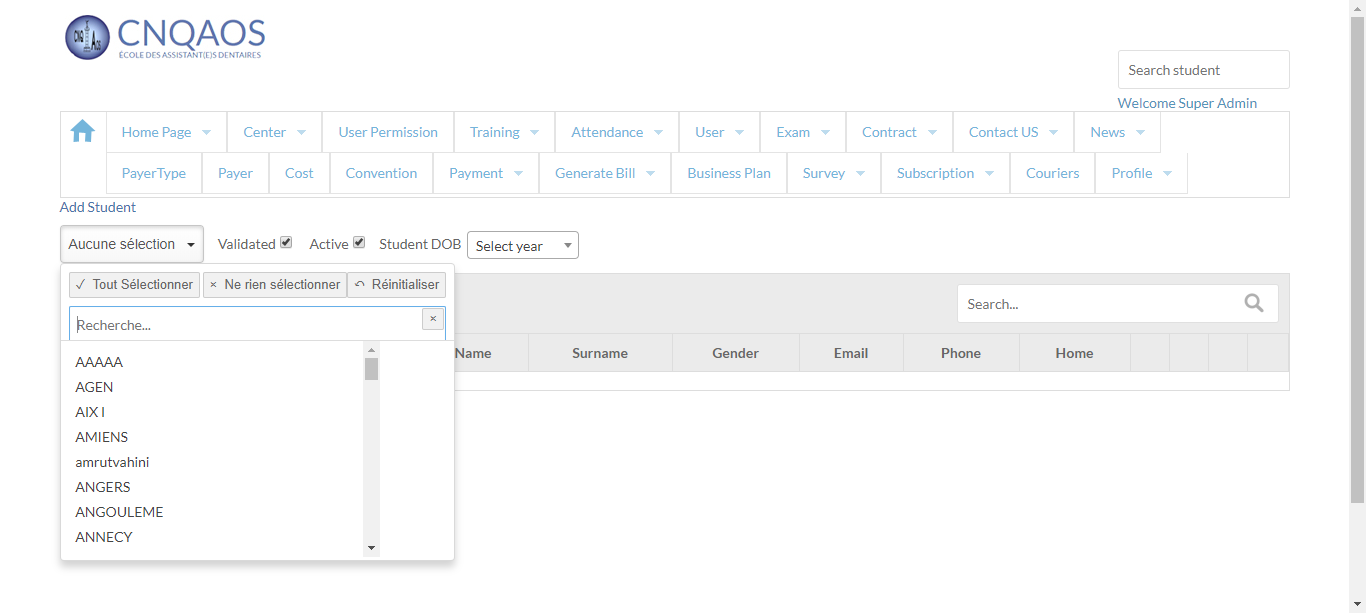 CNQ AOS
CNQAOS
ÉCOLE DES ASSISTANT(E)S DENTAIRES
Search student
Welcome Super Admin
Home Page Center User Permission Training Attendance User Exam Contract Contact US News
PayerType Payer Cost Convention Payment Generate Bill Business Plan Survey Subscription Couriers Profile
Add Student
Aucune sélection Validated Active Student DOB Select year
✓ Tout Sélectionner × Ne rien sélectionner Réinitialiser
Search...
Recherche... ×
Name Surname Gender Email Phone Home
AAAAA
AGEN
AIX I
AMIENS
amrutvahini
ANGERS
ANGOULEME
ANNECY